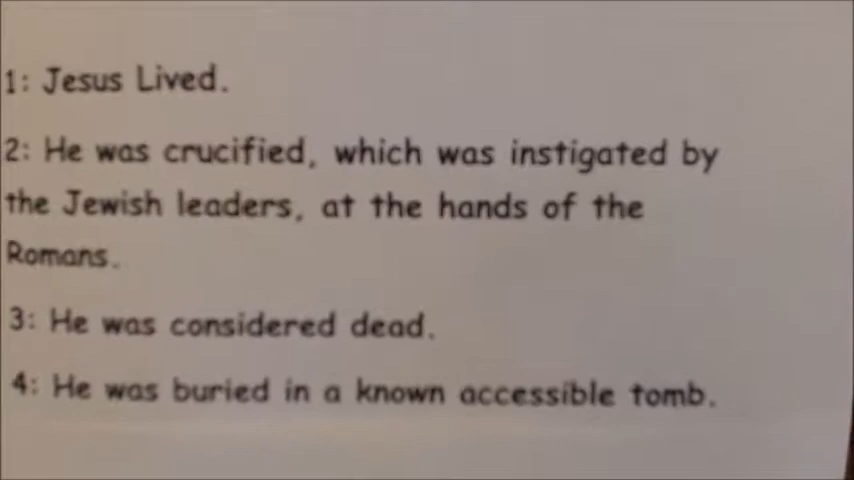 1: Jesus Lived.
2: He was crucified, which was instigated by
the Jewish leaders, at the hands of the
Romans.
3: He was considered dead.
4: He was buried in a known accessible tomb.